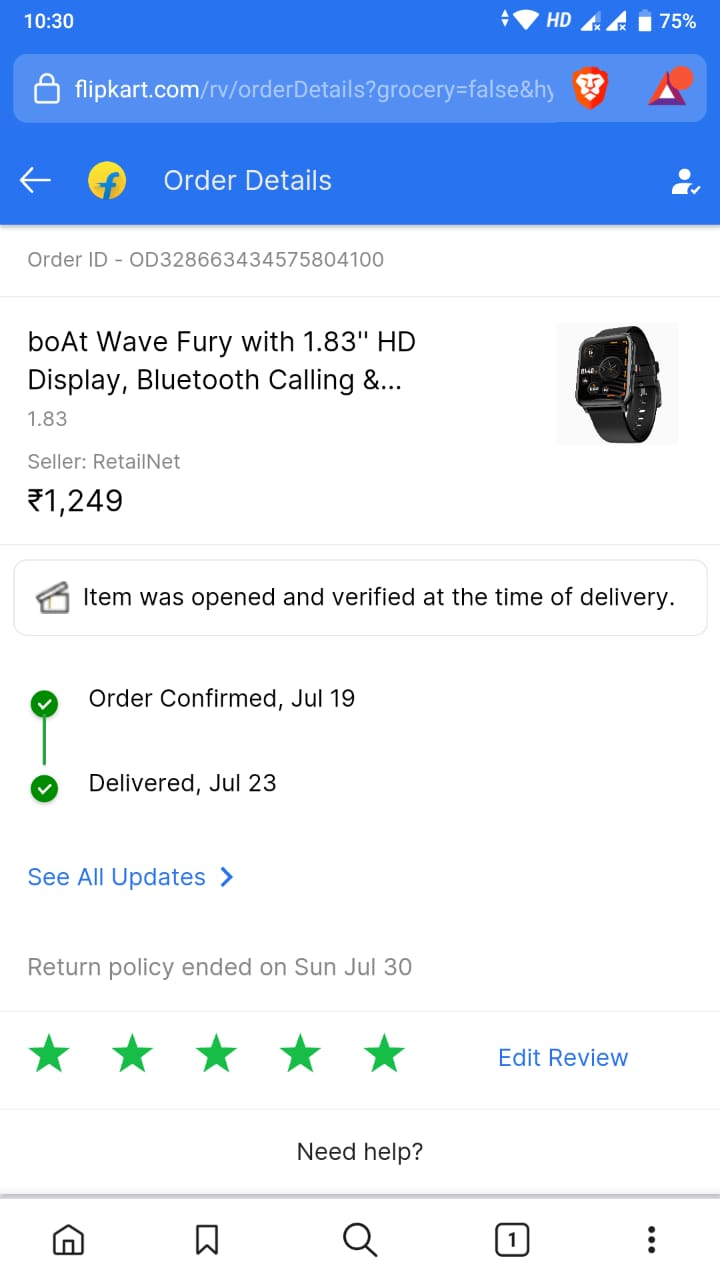 10:30
HD
75%
flipkart.com/rv/orderDetails?grocery=false&hy
Order Details
Order ID - OD328663434575804100
boAt Wave Fury with 1.83" HD
Display, Bluetooth Calling &...
1.83
Seller: RetailNet
₹1,249
Item was opened and verified at the time of delivery.
Order Confirmed, Jul 19
Delivered, Jul 23
See All Updates
Return policy ended on Sun Jul 30
Edit Review
Need help?
1